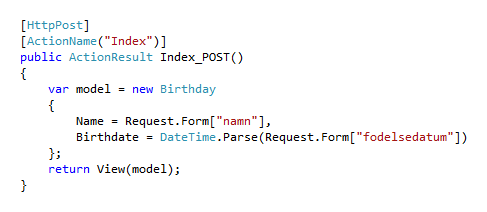 [HttpPost]
[ActionName("Index")]
public ActionResult Index_POST()
{
    var model = new Birthday
    {
        Name = Request.Form["namn"],
        Birthdate = DateTime.Parse(Request.Form["fodelsedatum"])
    };
    return View(model);
}